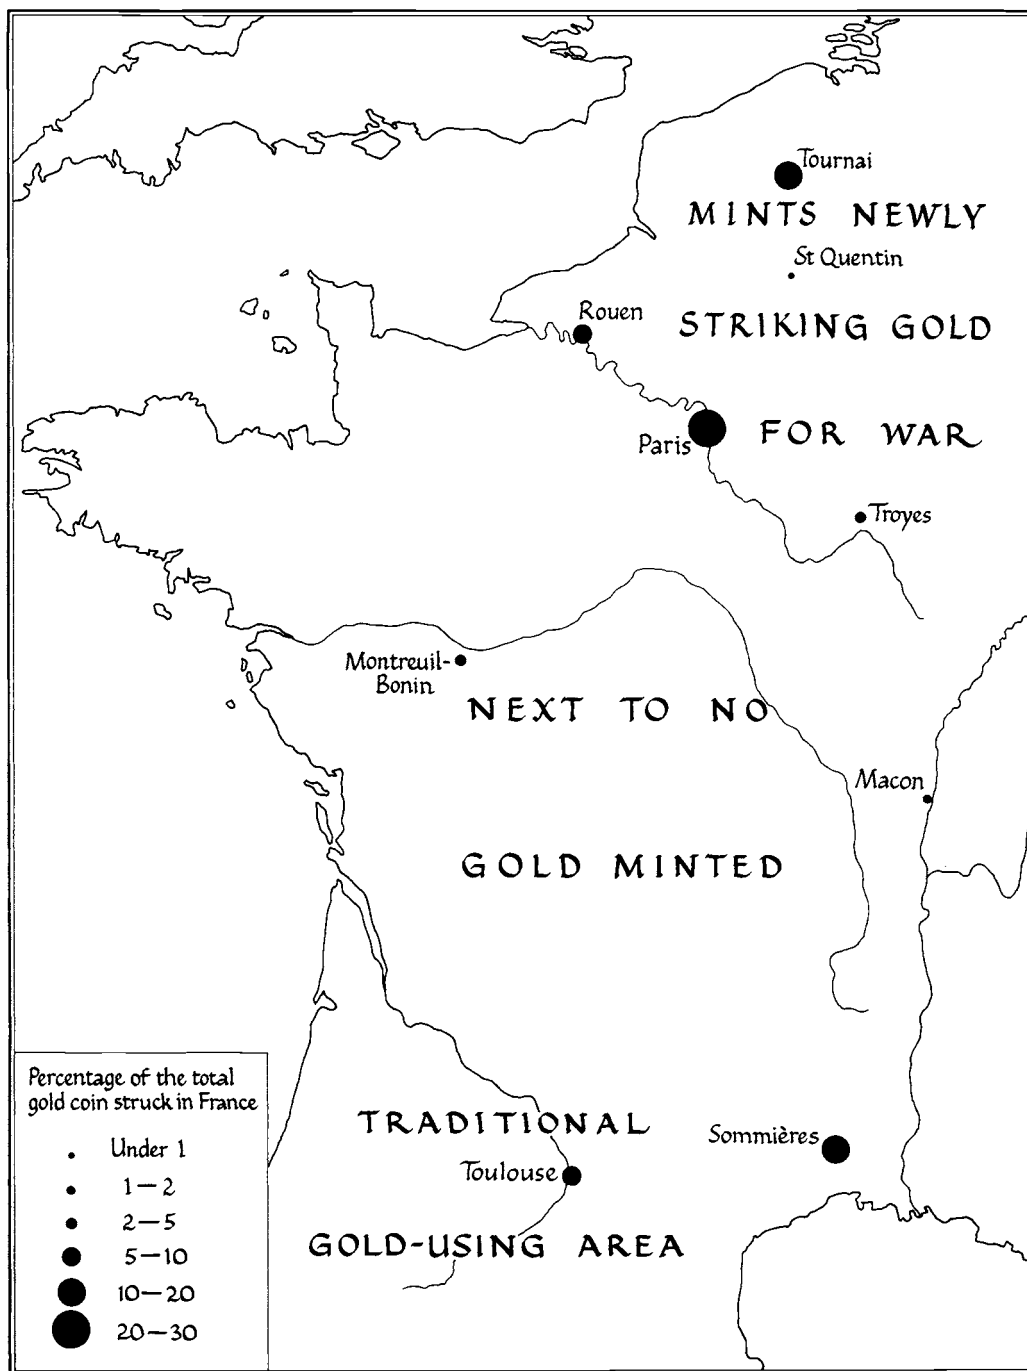 Tournai
MINTS NEWLY
St Quentin
Rouen
STRIKING GOLD
Paris
FOR WAR
Troyes
Montreuil-
Bonin
NEXT TO NO
Macon
GOLD MINTED
Percentage of the total
gold coin struck in France
Under 1
1–2
2–5
5–10
10–20
20–30
TRADITIONAL
Sommières
Toulouse
GOLD-USING AREA